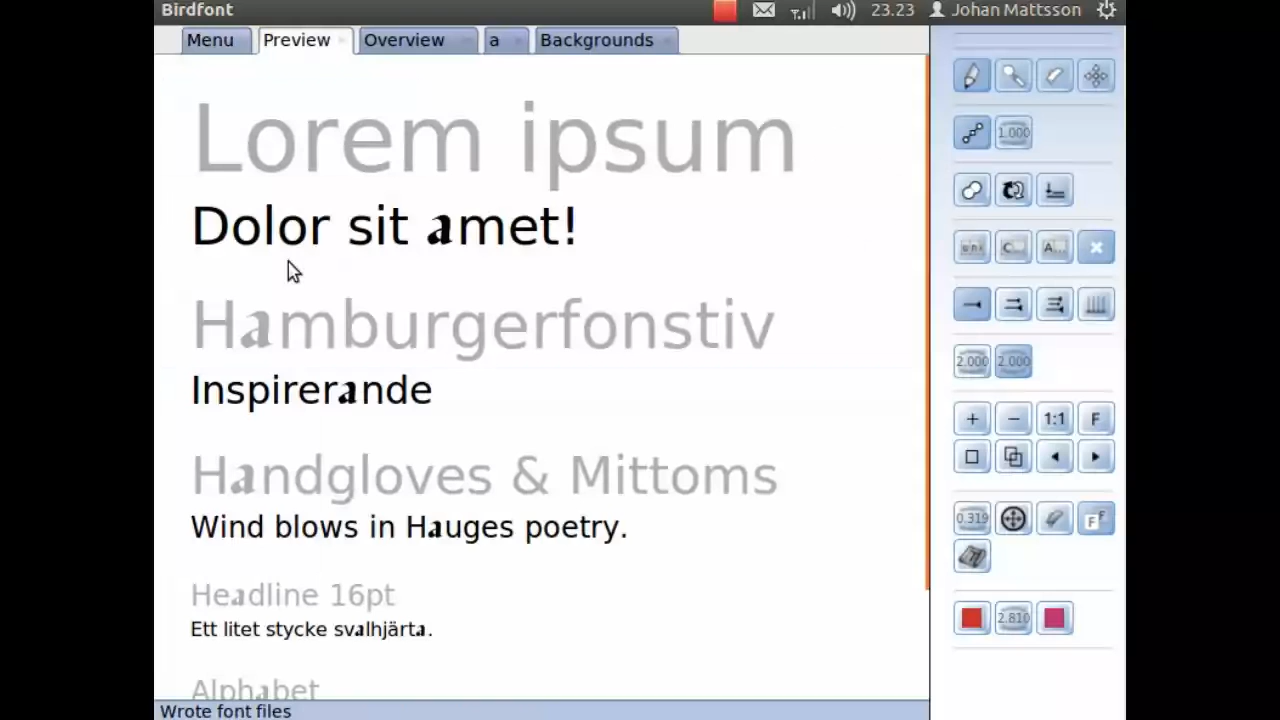 Birdfont 23.23 Johan Mattsson
Menu Preview Overview a Backgrounds
Lorem ipsum
Dolor sit amet!
Hamburgerfonstiv
Inspirerande
Handgloves & Mittoms
Wind blows in Hauges poetry.
Headline 16pt
Ett litet stycke svalhjärta.
Alphabet
Wrote font files
1.000
C... A...
2.000 2.000
+ - 1:1 F
0.319 F F
2.810